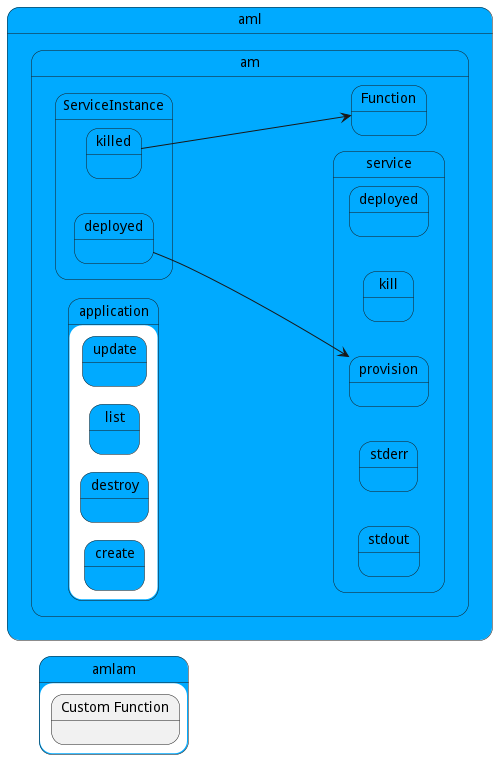 aml
am
ServiceInstance
killed
deployed
Function
service
deployed
kill
provision
stderr
stdout
application
update
list
destroy
create
amlam
Custom Function